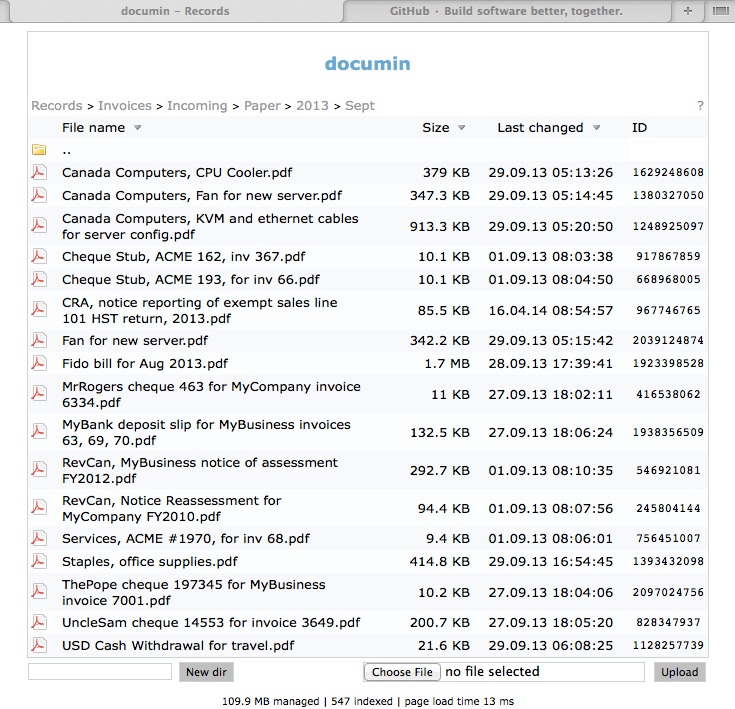 documin – Records
GitHub · Build software better, together.
documin
Records > Invoices > Incoming > Paper > 2013 > Sept ?
File name Size Last changed ID
..
Canada Computers, CPU Cooler.pdf 379 KB 29.09.13 05:13:26 1629248608
Canada Computers, Fan for new server.pdf 347.3 KB 29.09.13 05:14:45 1380327050
Canada Computers, KVM and ethernet cables
for server config.pdf 913.3 KB 29.09.13 05:20:50 1248925097
Cheque Stub, ACME 162, inv 367.pdf 10.1 KB 01.09.13 08:03:38 917867859
Cheque Stub, ACME 193, for inv 66.pdf 10.1 KB 01.09.13 08:04:50 668968005
CRA, notice reporting of exempt sales line
101 HST return, 2013.pdf 85.5 KB 16.04.14 08:54:57 967746765
Fan for new server.pdf 342.2 KB 29.09.13 05:15:42 2039124874
Fido bill for Aug 2013.pdf 1.7 MB 28.09.13 17:39:41 1923398528
MrRogers cheque 463 for MyCompany invoice
6334.pdf 11 KB 27.09.13 18:02:11 416538062
MyBank deposit slip for MyBusiness invoices
63, 69, 70.pdf 132.5 KB 27.09.13 18:06:24 1938356509
RevCan, MyBusiness notice of assessment
FY2012.pdf 292.7 KB 01.09.13 08:10:35 546921081
RevCan, Notice Reassessment for
MyCompany FY2010.pdf 94.4 KB 01.09.13 08:07:56 245804144
Services, ACME #1970, for inv 68.pdf 9.4 KB 01.09.13 08:06:01 756451007
Staples, office supplies.pdf 414.8 KB 29.09.13 16:54:45 1393432098
ThePope cheque 197345 for MyBusiness
invoice 7001.pdf 10.2 KB 27.09.13 18:04:06 2097024756
UncleSam cheque 14553 for invoice 3649.pdf 200.7 KB 27.09.13 18:05:20 828347937
USD Cash Withdrawal for travel.pdf 21.6 KB 29.09.13 06:08:25 1128257739
New dir Choose File no file selected Upload
109.9 MB managed | 547 indexed | page load time 13 ms